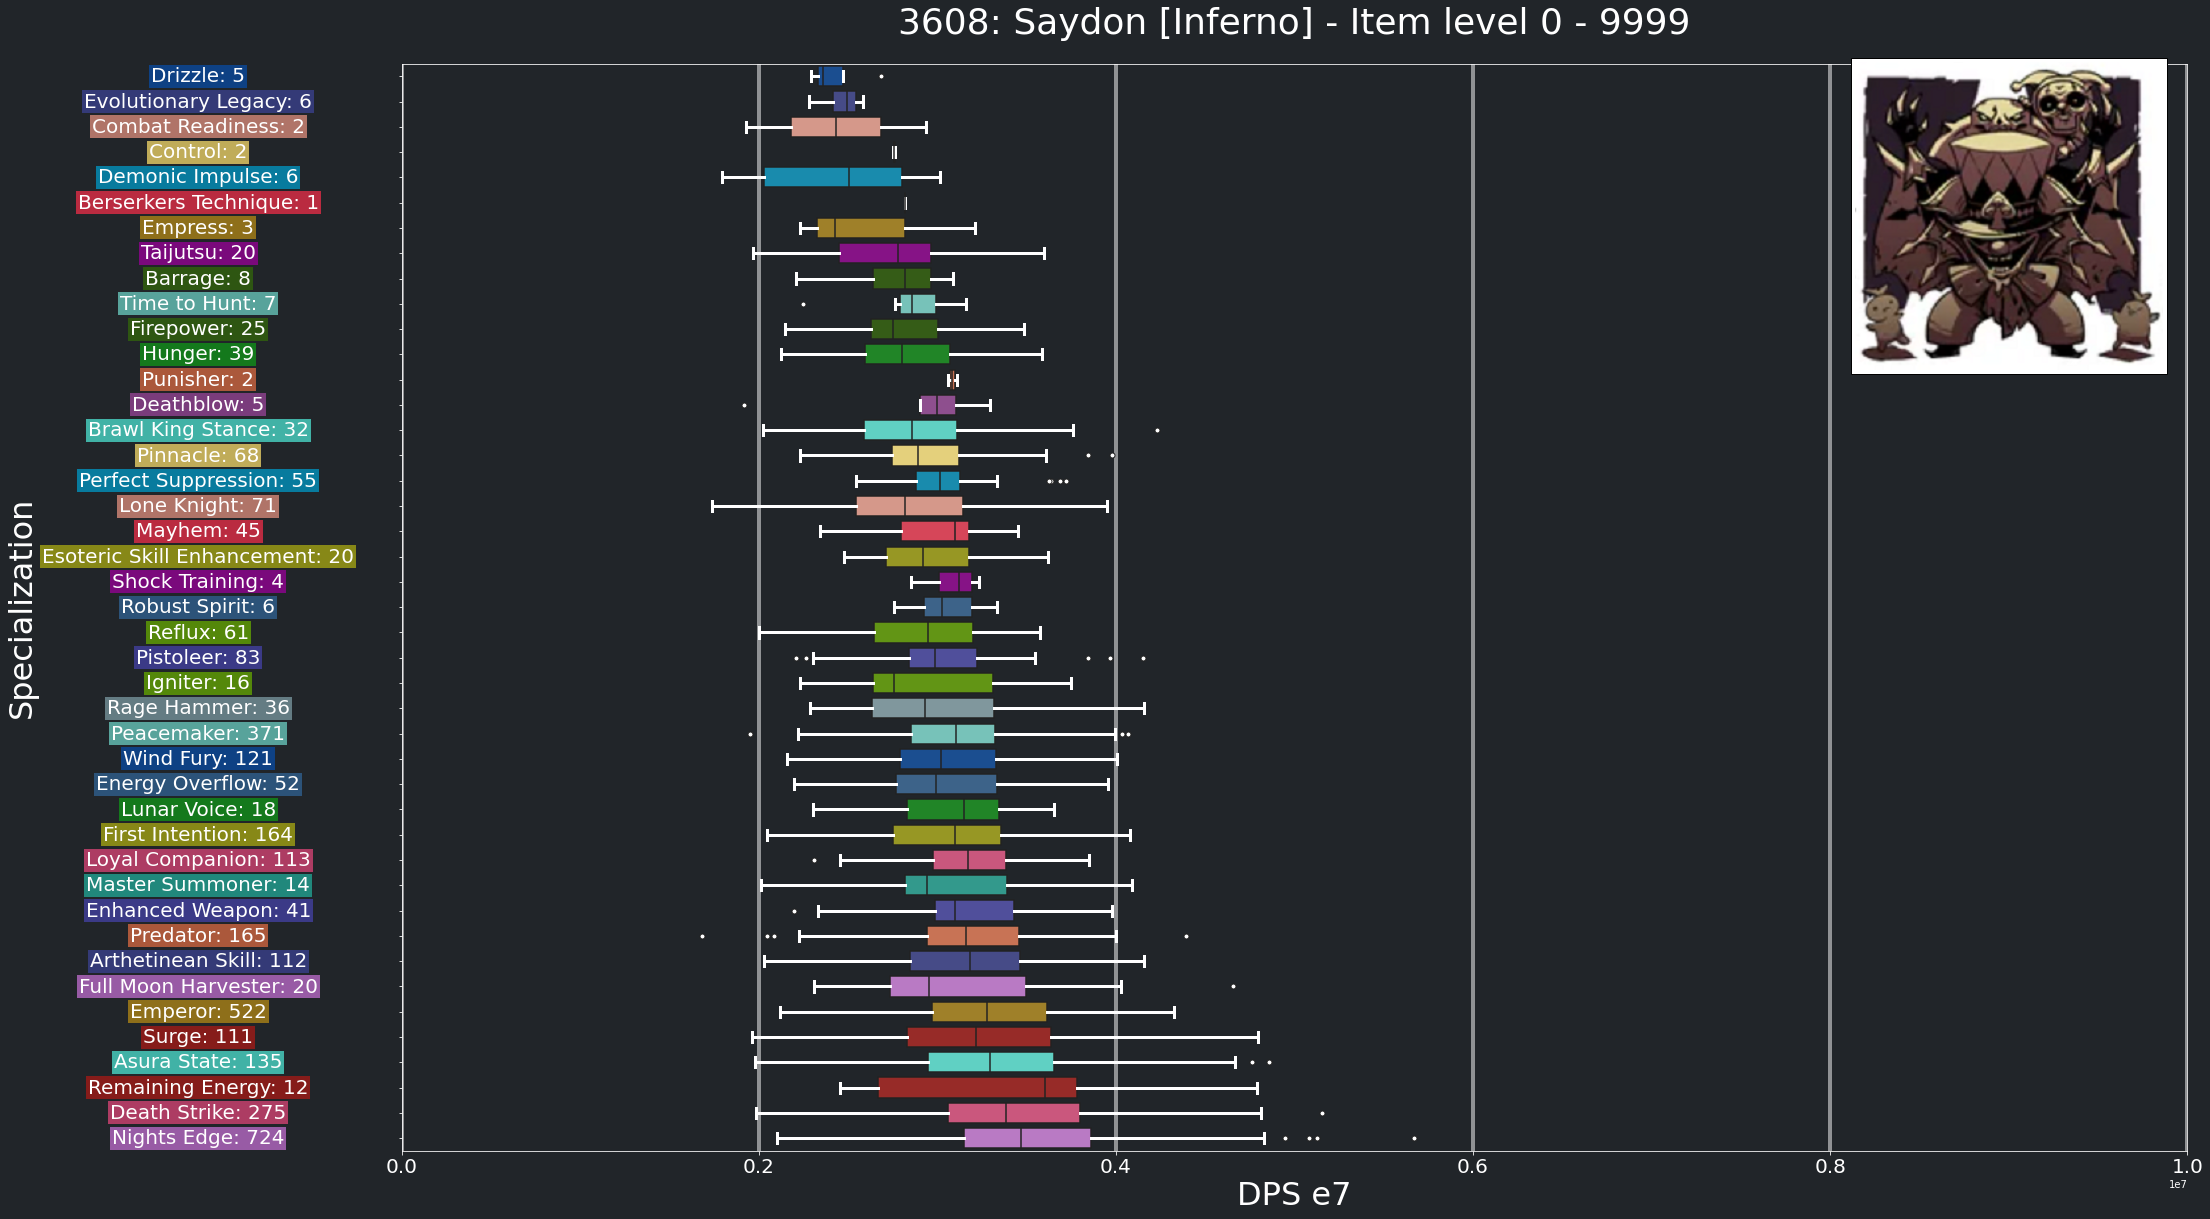 3608: Saydon [Inferno] - Item level 0 - 9999
Specialization
Drizzle: 5
Evolutionary Legacy: 6
Combat Readiness: 2
Control: 2
Demonic Impulse: 6
Berserkers Technique: 1
Empress: 3
Taijutsu: 20
Barrage: 8
Time to Hunt: 7
Firepower: 25
Hunger: 39
Punisher: 2
Deathblow: 5
Brawl King Stance: 32
Pinnacle: 68
Perfect Suppression: 55
Lone Knight: 71
Mayhem: 45
Esoteric Skill Enhancement: 20
Shock Training: 4
Robust Spirit: 6
Reflux: 61
Pistoleer: 83
Igniter: 16
Rage Hammer: 36
Peacemaker: 371
Wind Fury: 121
Energy Overflow: 52
Lunar Voice: 18
First Intention: 164
Loyal Companion: 113
Master Summoner: 14
Enhanced Weapon: 41
Predator: 165
Arthetinean Skill: 112
Full Moon Harvester: 20
Emperor: 522
Surge: 111
Asura State: 135
Remaining Energy: 12
Death Strike: 275
Nights Edge: 724
0.0 0.2 0.4 0.6 0.8 1.0
1e7
DPS e7